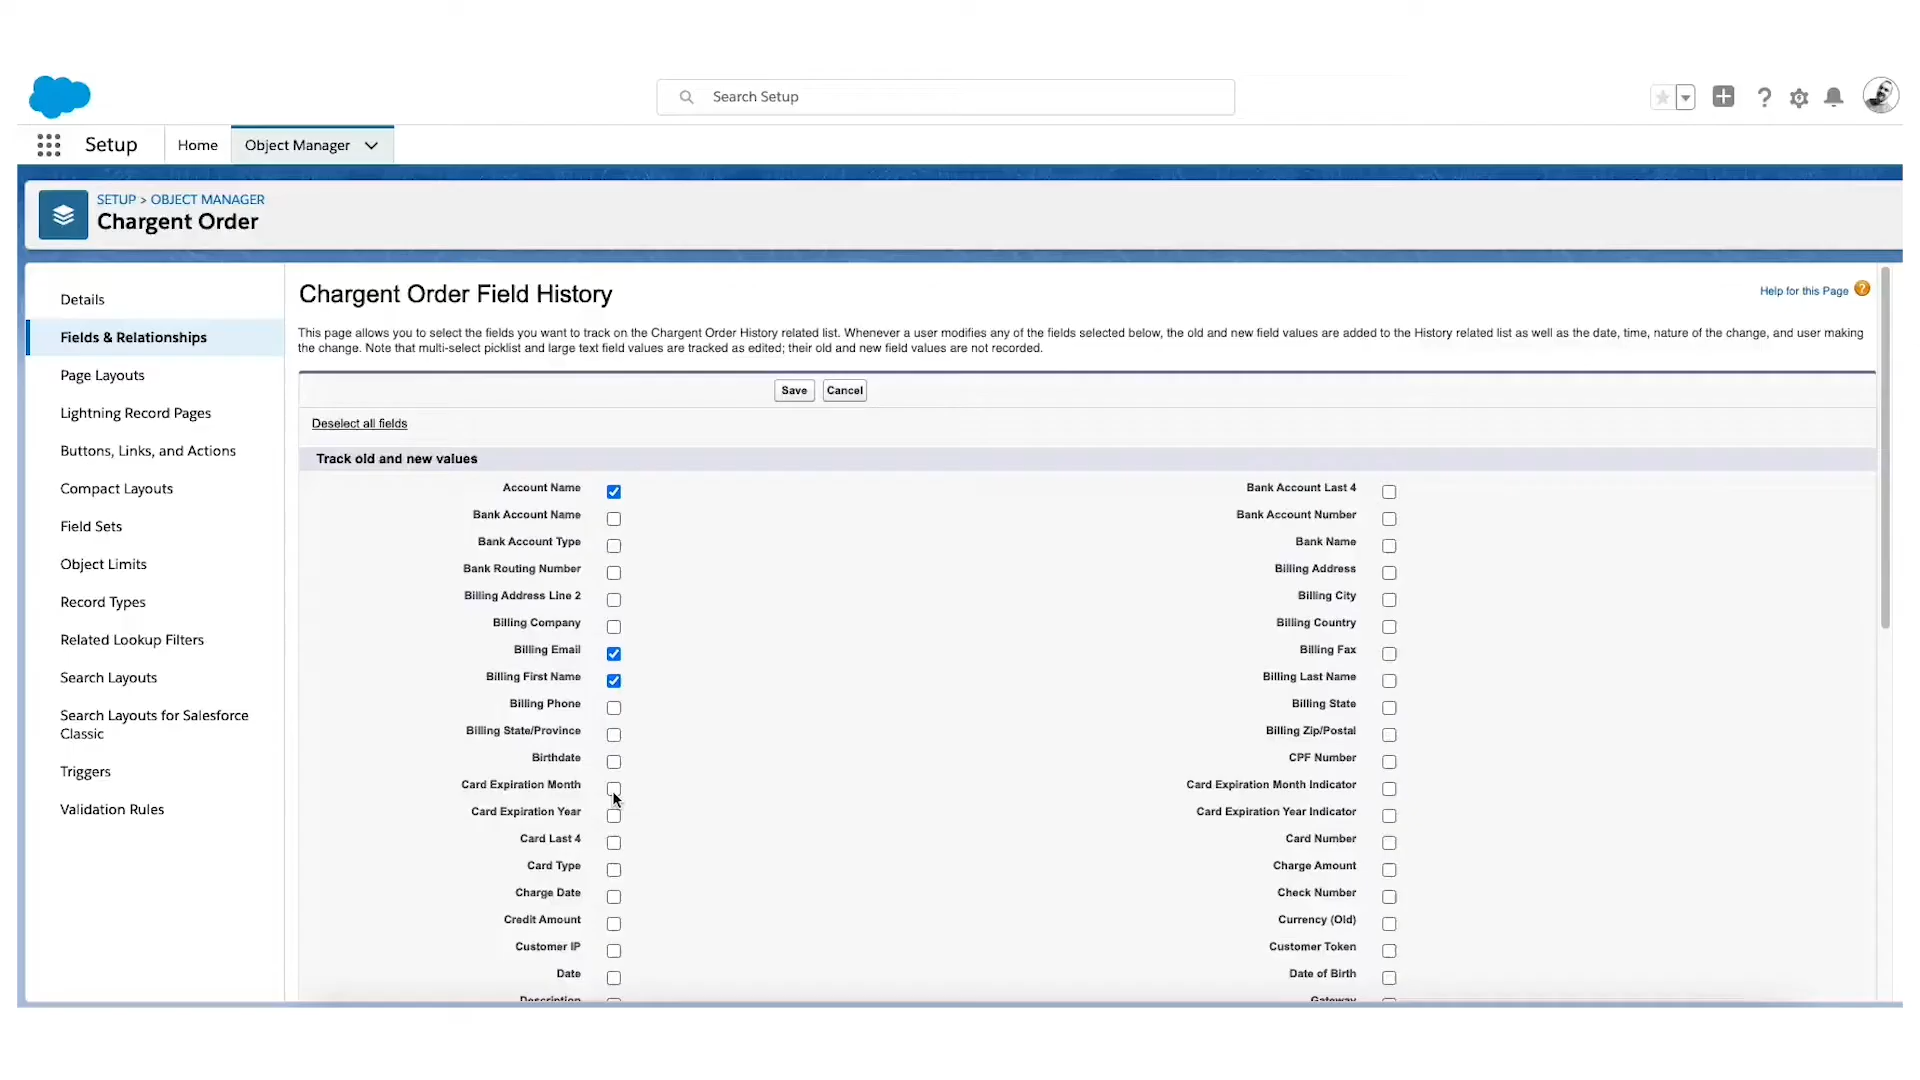 Search Setup
Setup
Home
Object Manager
SETUP > OBJECT MANAGER
Chargent Order
Details
Fields & Relationships
Page Layouts
Lightning Record Pages
Buttons, Links, and Actions
Compact Layouts
Field Sets
Object Limits
Record Types
Related Lookup Filters
Search Layouts
Search Layouts for Salesforce
Classic
Triggers
Validation Rules
Chargent Order Field History
Help for this Page ?
This page allows you to select the fields you want to track on the Chargent Order History related list. Whenever a user modifies any of the fields selected below, the old and new field values are added to the History related list as well as the date, time, nature of the change, and user making
the change. Note that multi-select picklist and large text field values are tracked as edited; their old and new field values are not recorded.
Save Cancel
Deselect all fields
Track old and new values
Account Name Bank Account Last 4
Bank Account Name Bank Account Number
Bank Account Type Bank Name
Bank Routing Number Billing Address
Billing Address Line 2 Billing City
Billing Company Billing Country
Billing Email Billing Fax
Billing First Name Billing Last Name
Billing Phone Billing State
Billing State/Province Billing Zip/Postal
Birthdate CPF Number
Card Expiration Month Card Expiration Month Indicator
Card Expiration Year Card Expiration Year Indicator
Card Last 4 Card Number
Card Type Charge Amount
Charge Date Check Number
Credit Amount Currency (Old)
Customer IP Customer Token
Date Date of Birth
Description Gateway